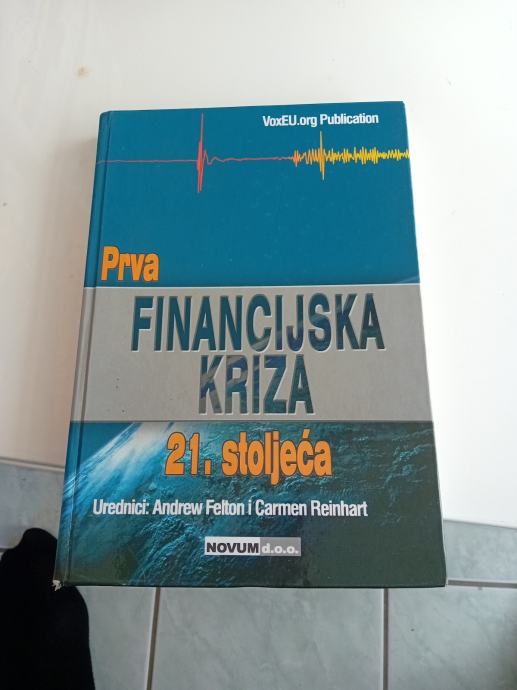 VoxEU.org Publication
Prva
FINANCIJSKA
KRIZA
21. stoljeća
Urednici: Andrew Felton i Carmen Reinhart
NOVUM d.o.o.